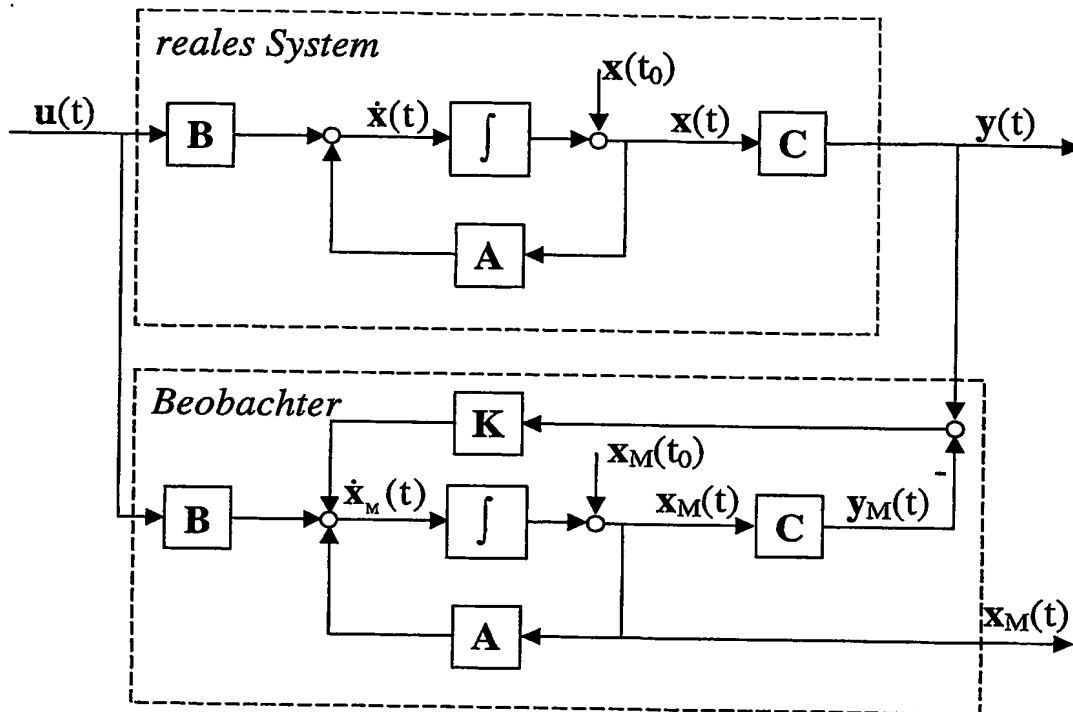 reales System
x(t₀)
u(t)
B
ẋ(t)
∫
x(t)
C
y(t)
A
Beobachter
K
x_M(t₀)
B
ẋ_M(t)
∫
x_M(t)
C
y_M(t)
-
A
x_M(t)